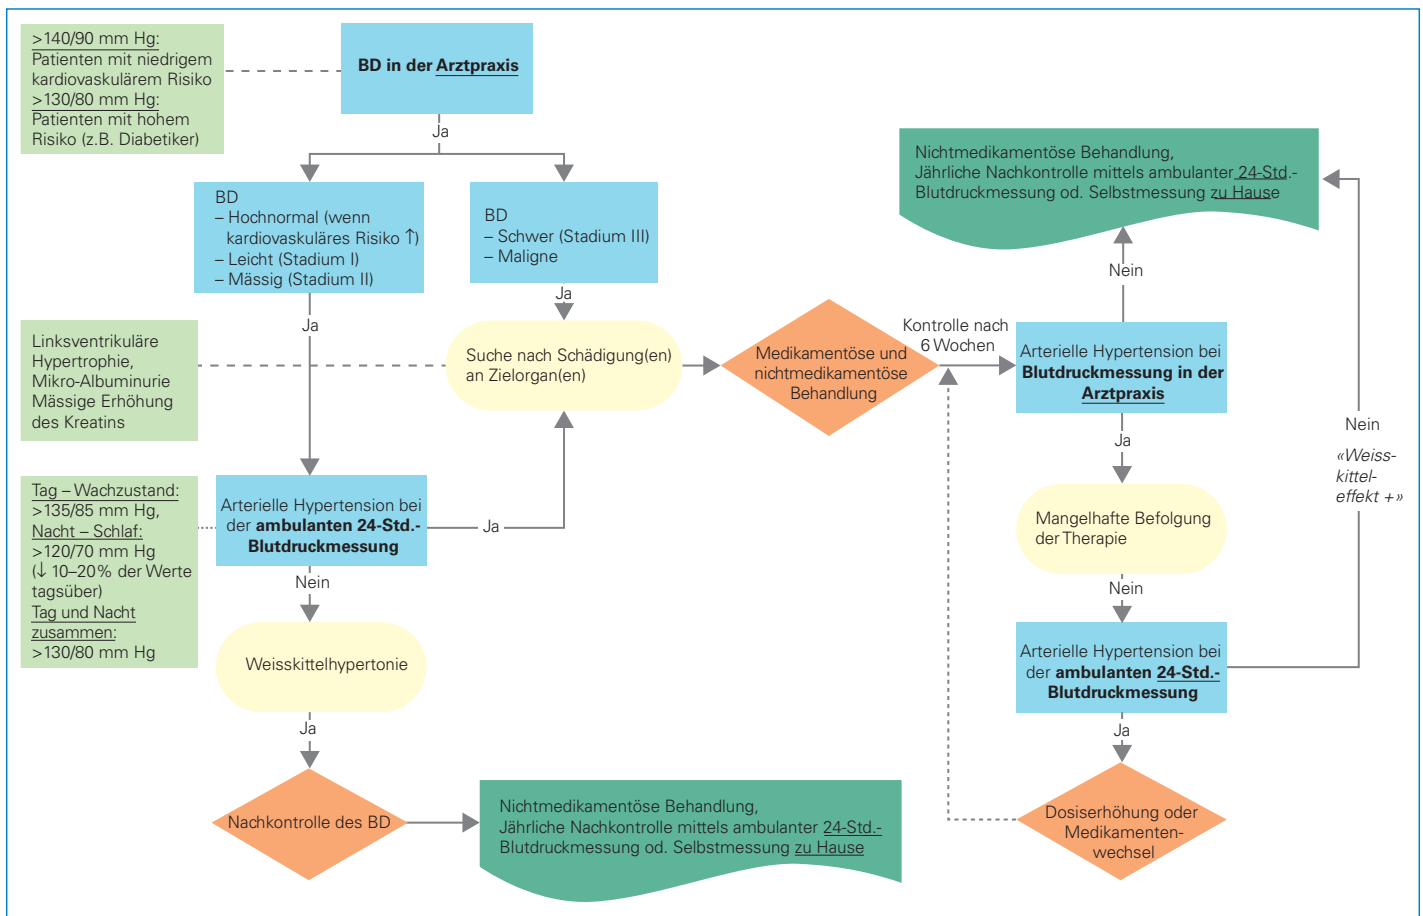 >140/90 mm Hg:
Patienten mit niedrigem
kardiovaskulärem Risiko
>130/80 mm Hg:
Patienten mit hohem
Risiko (z.B. Diabetiker)
BD in der Arztpraxis
Ja
BD
– Hochnormal (wenn
kardiovaskuläres Risiko ↑)
– Leicht (Stadium I)
– Mässig (Stadium II)
BD
– Schwer (Stadium III)
– Maligne
Ja
Ja
Linksventrikuläre
Hypertrophie,
Mikro-Albuminurie
Mässige Erhöhung
des Kreatins
Suche nach Schädigung(en)
an Zielorgan(en)
Medikamentöse und
nichtmedikamentöse
Behandlung
Kontrolle nach
6 Wochen
Tag – Wachzustand:
>135/85 mm Hg,
Nacht – Schlaf:
>120/70 mm Hg
(↓ 10–20% der Werte
tagsüber)
Tag und Nacht
zusammen:
>130/80 mm Hg
Arterielle Hypertension bei
der ambulanten 24-Std.-
Blutdruckmessung
Ja
Nein
Weisskittelhypertonie
Ja
Nachkontrolle des BD
Nichtmedikamentöse Behandlung,
Jährliche Nachkontrolle mittels ambulanter 24-Std.-
Blutdruckmessung od. Selbstmessung zu Hause
Nichtmedikamentöse Behandlung,
Jährliche Nachkontrolle mittels ambulanter 24-Std.-
Blutdruckmessung od. Selbstmessung zu Hause
Nein
Arterielle Hypertension bei
Blutdruckmessung in der
Arztpraxis
Ja
Mangelhafte Befolgung
der Therapie
Nein
Arterielle Hypertension bei
der ambulanten 24-Std.-
Blutdruckmessung
Nein
«Weiss-
kittel-
effekt +»
Ja
Dosiserhöhung oder
Medikamenten-
wechsel